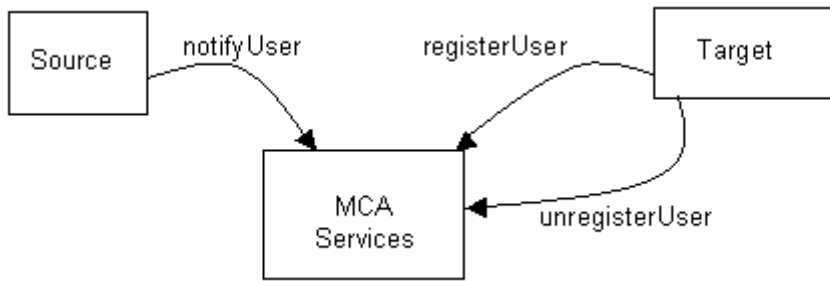 Source
notifyUser
registerUser
Target
MCA
Services
unregisterUser